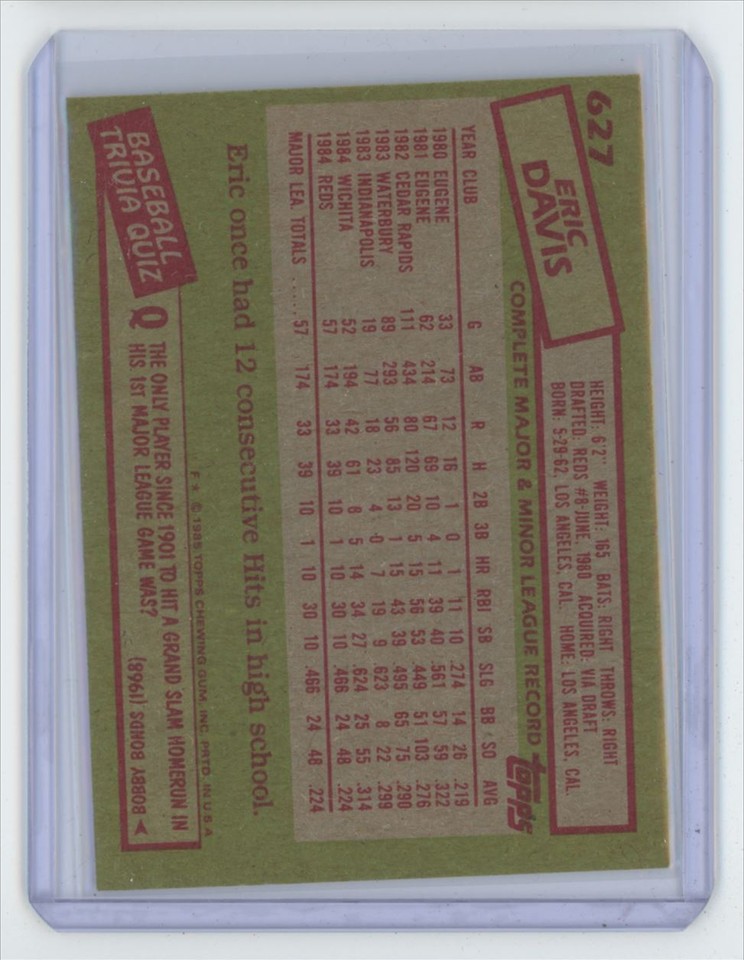 627
ERIC
DAVIS
HEIGHT: 6'2" WEIGHT: 165 BATS: RIGHT THROWS: RIGHT
DRAFTED: REDS #8-JUNE, 1980 ACQUIRED: VIA DRAFT
BORN: 5-29-62, LOS ANGELES, CAL. HOME: LOS ANGELES, CAL.
COMPLETE MAJOR & MINOR LEAGUE RECORD topps
YEAR CLUB G AB R H 2B 3B HR RBI SB SLG BB SO AVG
1980 EUGENE 33 73 12 16 1 0 1 11 10 .274 14 26 .219
1981 EUGENE 62 214 67 69 10 4 11 39 40 .561 57 59 .322
1982 CEDAR RAPIDS 111 434 80 120 20 5 15 56 53 .449 51 103 .276
1983 WATERBURY 89 293 56 85 13 1 15 43 39 .495 65 75 .290
1983 INDIANAPOLIS 19 77 18 23 4 0 7 19 9 .623 8 22 .299
1984 WICHITA 52 194 42 61 8 5 14 34 27 .624 25 55 .314
1984 REDS 57 174 33 39 10 1 10 30 10 .466 24 48 .224
MAJOR LEA. TOTALS ..... 57 174 33 39 10 1 10 30 10 .466 24 48 .224
Eric once had 12 consecutive Hits in high school.
F* © 1985 TOPPS CHEWING GUM, INC. PRTD. IN U.S.A
BASEBALL
TRIVIA QUIZ
Q THE ONLY PLAYER SINCE 1901 TO HIT A GRAND SLAM HOMERUN IN
HIS 1ST MAJOR LEAGUE GAME WAS?
BOBBY BONDS (1968)